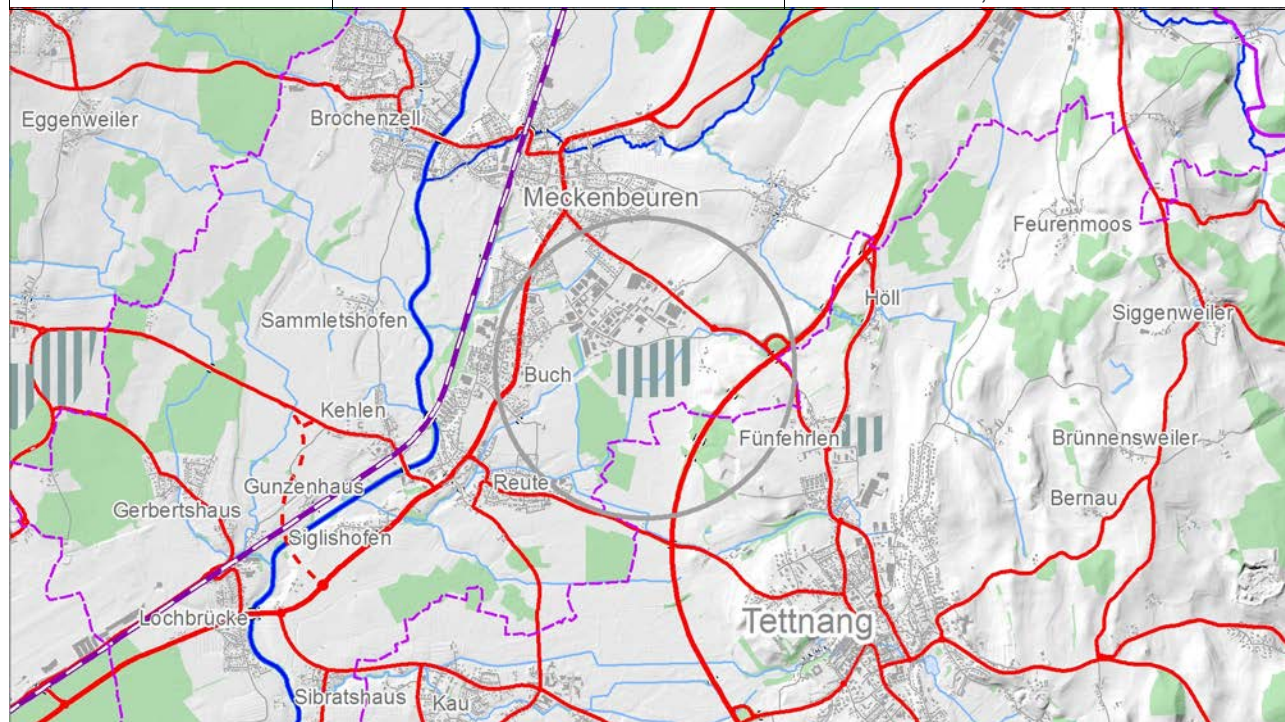 Eggenweiler
Brochenzell
Meckenbeuren
Feurenmoos
Höll
Sammletshofen
Siggenweiler
Buch
Kehlen
Fünfehrlen
Brünnensweiler
Gunzenhaus
Reute
Bernau
Gerbertshaus
Siglishofen
Lochbrücke
Tettnang
Sibratshaus
Kau